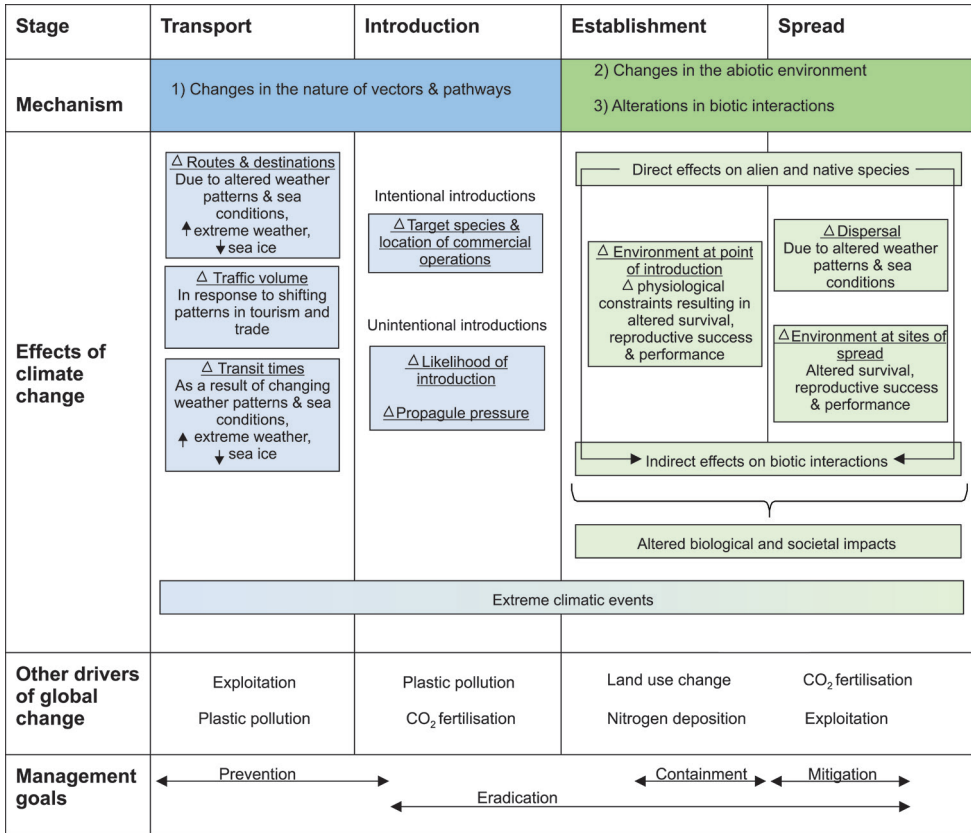 Stage
Transport
Introduction
Establishment
Spread
Mechanism
1) Changes in the nature of vectors & pathways
2) Changes in the abiotic environment
3) Alterations in biotic interactions
Effects of
climate
change
Δ Routes & destinations
Due to altered weather
patterns & sea
conditions,
↑ extreme weather,
↓ sea ice
Δ Traffic volume
In response to shifting
patterns in tourism and
trade
Δ Transit times
As a result of changing
weather patterns & sea
conditions,
↑ extreme weather,
↓ sea ice
Intentional introductions
Δ Target species &
location of commercial
operations
Unintentional introductions
Δ Likelihood of
introduction
Δ Propagule pressure
Direct effects on alien and native species
Δ Environment at point
of introduction
Δ physiological
constraints resulting in
altered survival,
reproductive success
& performance
Δ Dispersal
Due to altered weather
patterns & sea
conditions
Δ Environment at sites of
spread
Altered survival,
reproductive success
& performance
Indirect effects on biotic interactions
Altered biological and societal impacts
Extreme climatic events
Other drivers
of global
change
Exploitation
Plastic pollution
Plastic pollution
CO₂ fertilisation
Land use change
Nitrogen deposition
CO₂ fertilisation
Exploitation
Management
goals
Prevention
Containment
Mitigation
Eradication